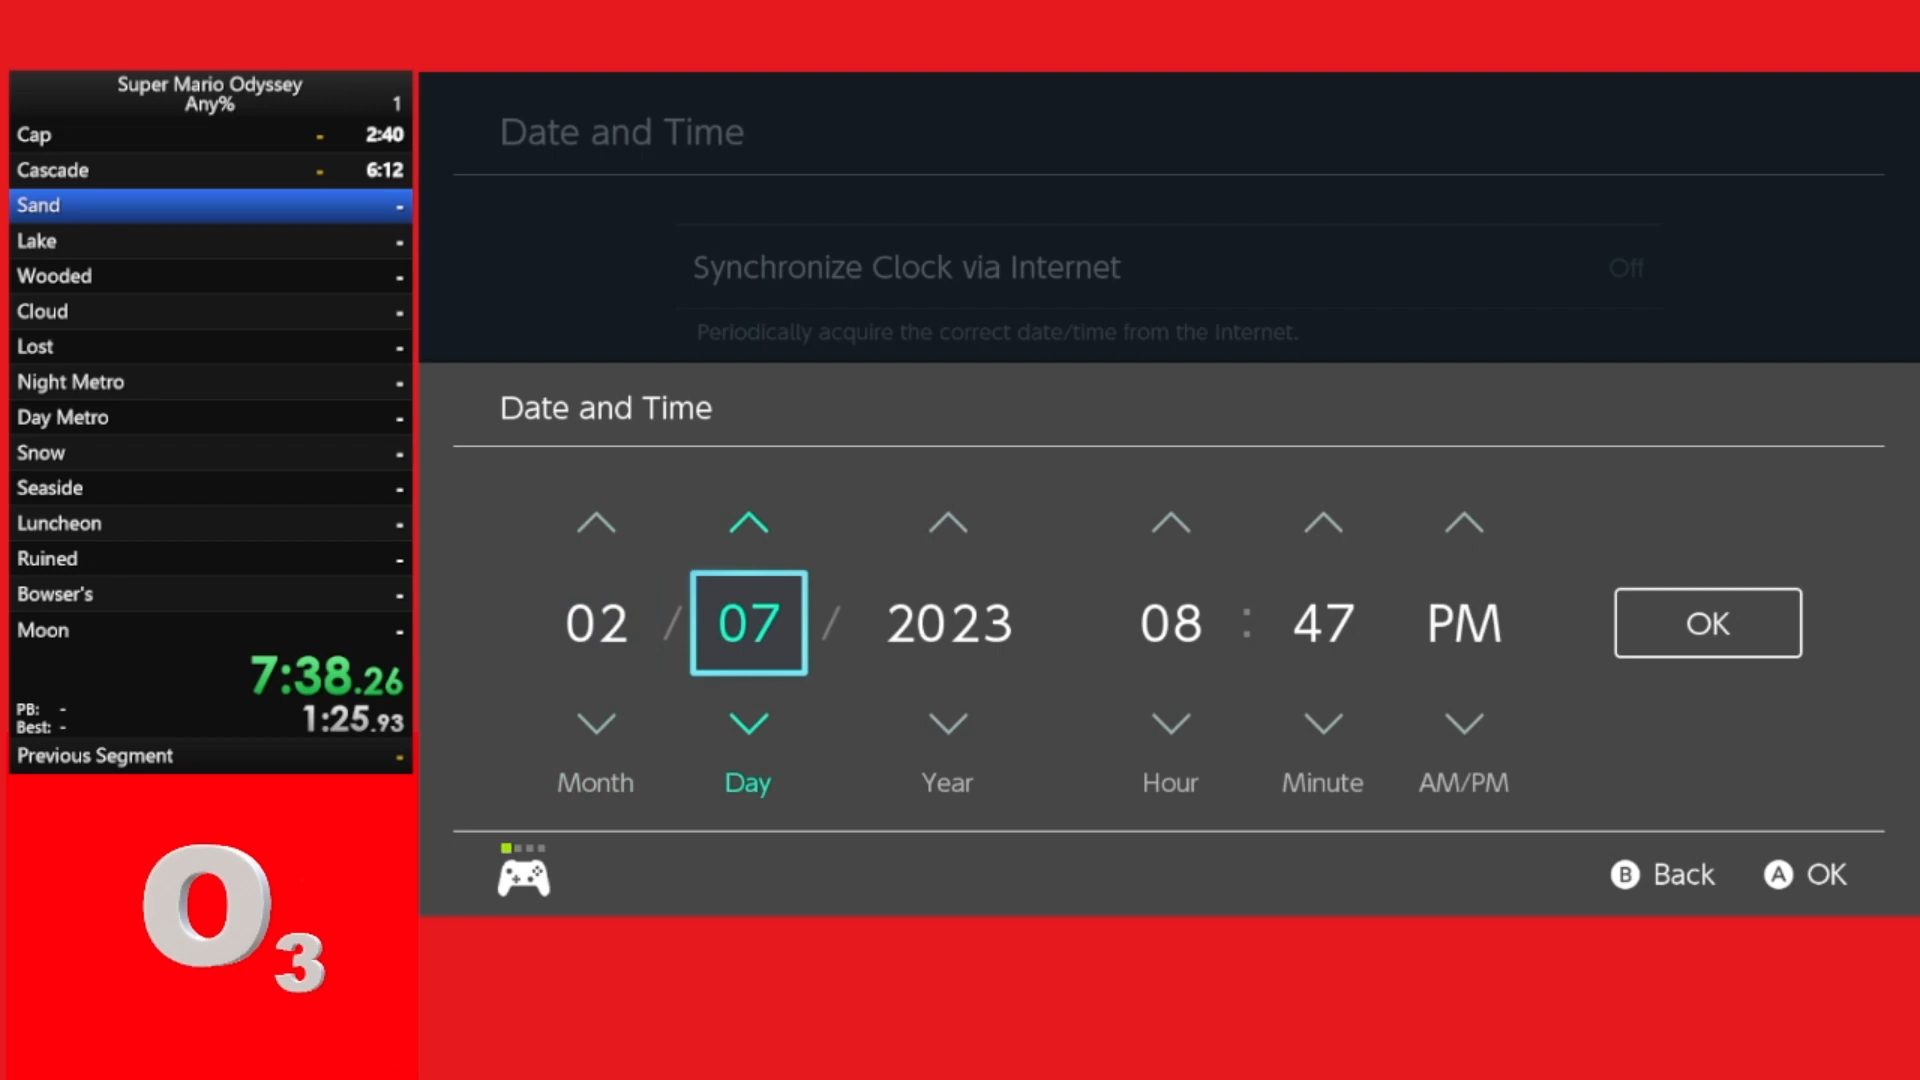 Super Mario Odyssey
Any% 1
Cap - 2:40
Cascade - 6:12
Sand -
Lake -
Wooded -
Cloud -
Lost -
Night Metro -
Day Metro -
Snow -
Seaside -
Luncheon -
Ruined -
Bowser's -
Moon -
7:38.26
PB: -
Best: -
1:25.93
Previous Segment -
O3
Date and Time
Synchronize Clock via Internet Off
Periodically acquire the correct date/time from the Internet.
Date and Time
02 / 07 / 2023 08 : 47 PM OK
Month Day Year Hour Minute AM/PM
B Back A OK